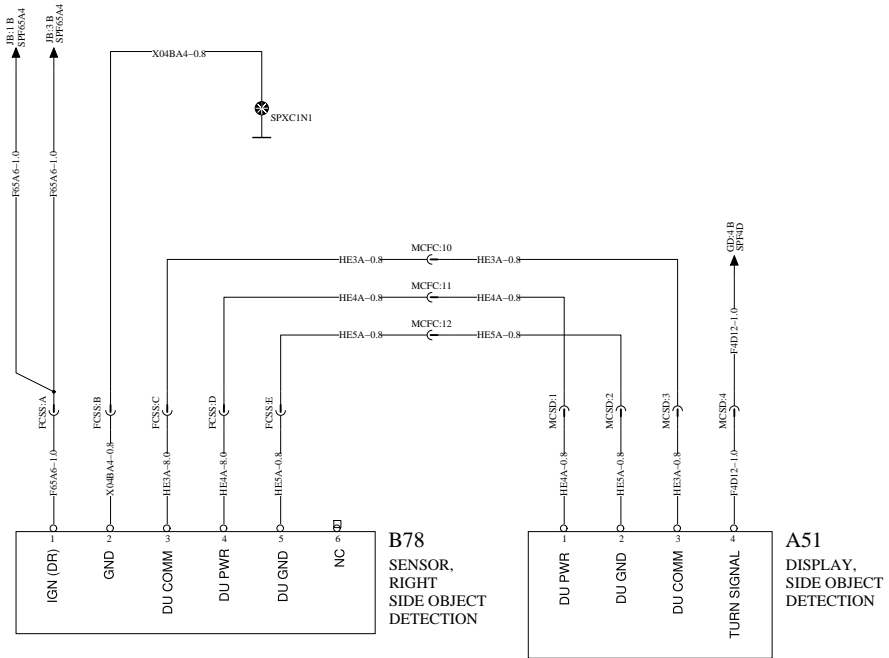 JB:1 B
SPF65A4
JB:3 B
SPF65A4
X04BA4-0.8
SPXC1N1
F65A6-1.0
F65A6-1.0
GD:4 B
SPF4D
HE3A-0.8
MCFC:10
HE3A-0.8
HE4A-0.8
MCFC:11
HE4A-0.8
HE5A-0.8
MCFC:12
HE5A-0.8
F4D12-1.0
FCSS:A
FCSS:B
FCSS:C
FCSS:D
FCSS:E
MCSD:1
MCSD:2
MCSD:3
MCSD:4
F65A6-1.0
X04BA4-0.8
HE3A-8.0
HE4A-8.0
HE5A-0.8
HE4A-0.8
HE5A-0.8
HE3A-0.8
F4D12-1.0
1
2
3
4
5
6
IGN (DR)
GND
DU COMM
DU PWR
DU GND
NC
B78
SENSOR,
RIGHT
SIDE OBJECT
DETECTION
1
2
3
4
DU PWR
DU GND
DU COMM
TURN SIGNAL
A51
DISPLAY,
SIDE OBJECT
DETECTION